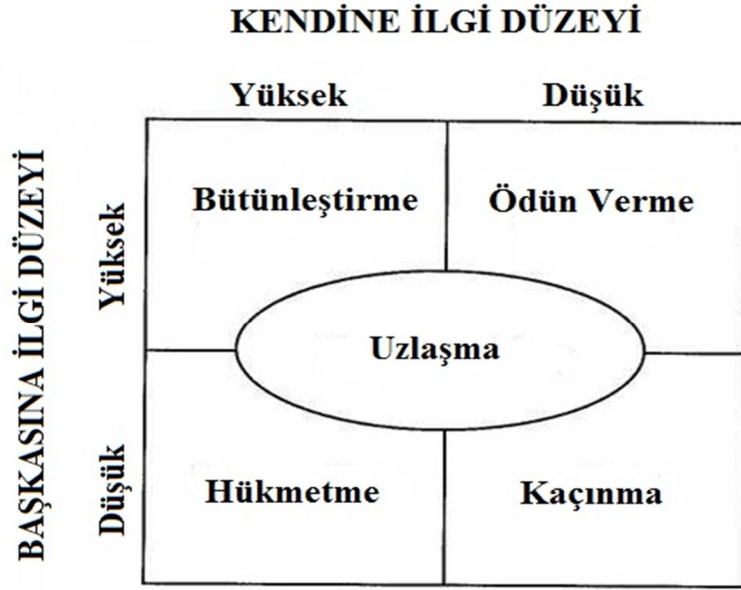 KENDİNE İLGİ DÜZEYİ
Yüksek
Düşük
BAŞKASINA İLGİ DÜZEYİ
Yüksek
Bütünleştirme
Ödün Verme
Uzlaşma
Düşük
Hükmetme
Kaçınma